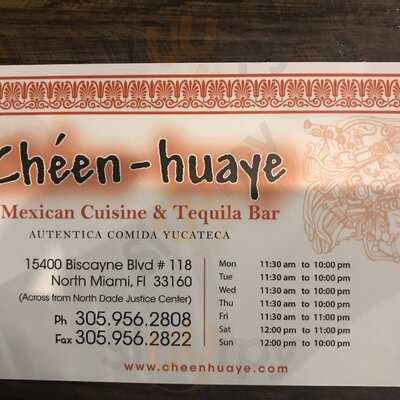 Chéen-huaye
Mexican Cuisine & Tequila Bar
AUTENTICA COMIDA YUCATECA
15400 Biscayne Blvd # 118
North Miami, Fl 33160
(Across from North Dade Justice Center)
Ph 305.956.2808
Fax 305.956.2822
Mon 11:30 am to 10:00 pm
Tue 11:30 am to 10:00 pm
Wed 11:30 am to 10:00 pm
Thu 11:30 am to 10:00 pm
Fri 11:30 am to 11:00 pm
Sat 12:00 pm to 11:00 pm
Sun 12:00 pm to 10:00 pm
www.cheenhuaye.com